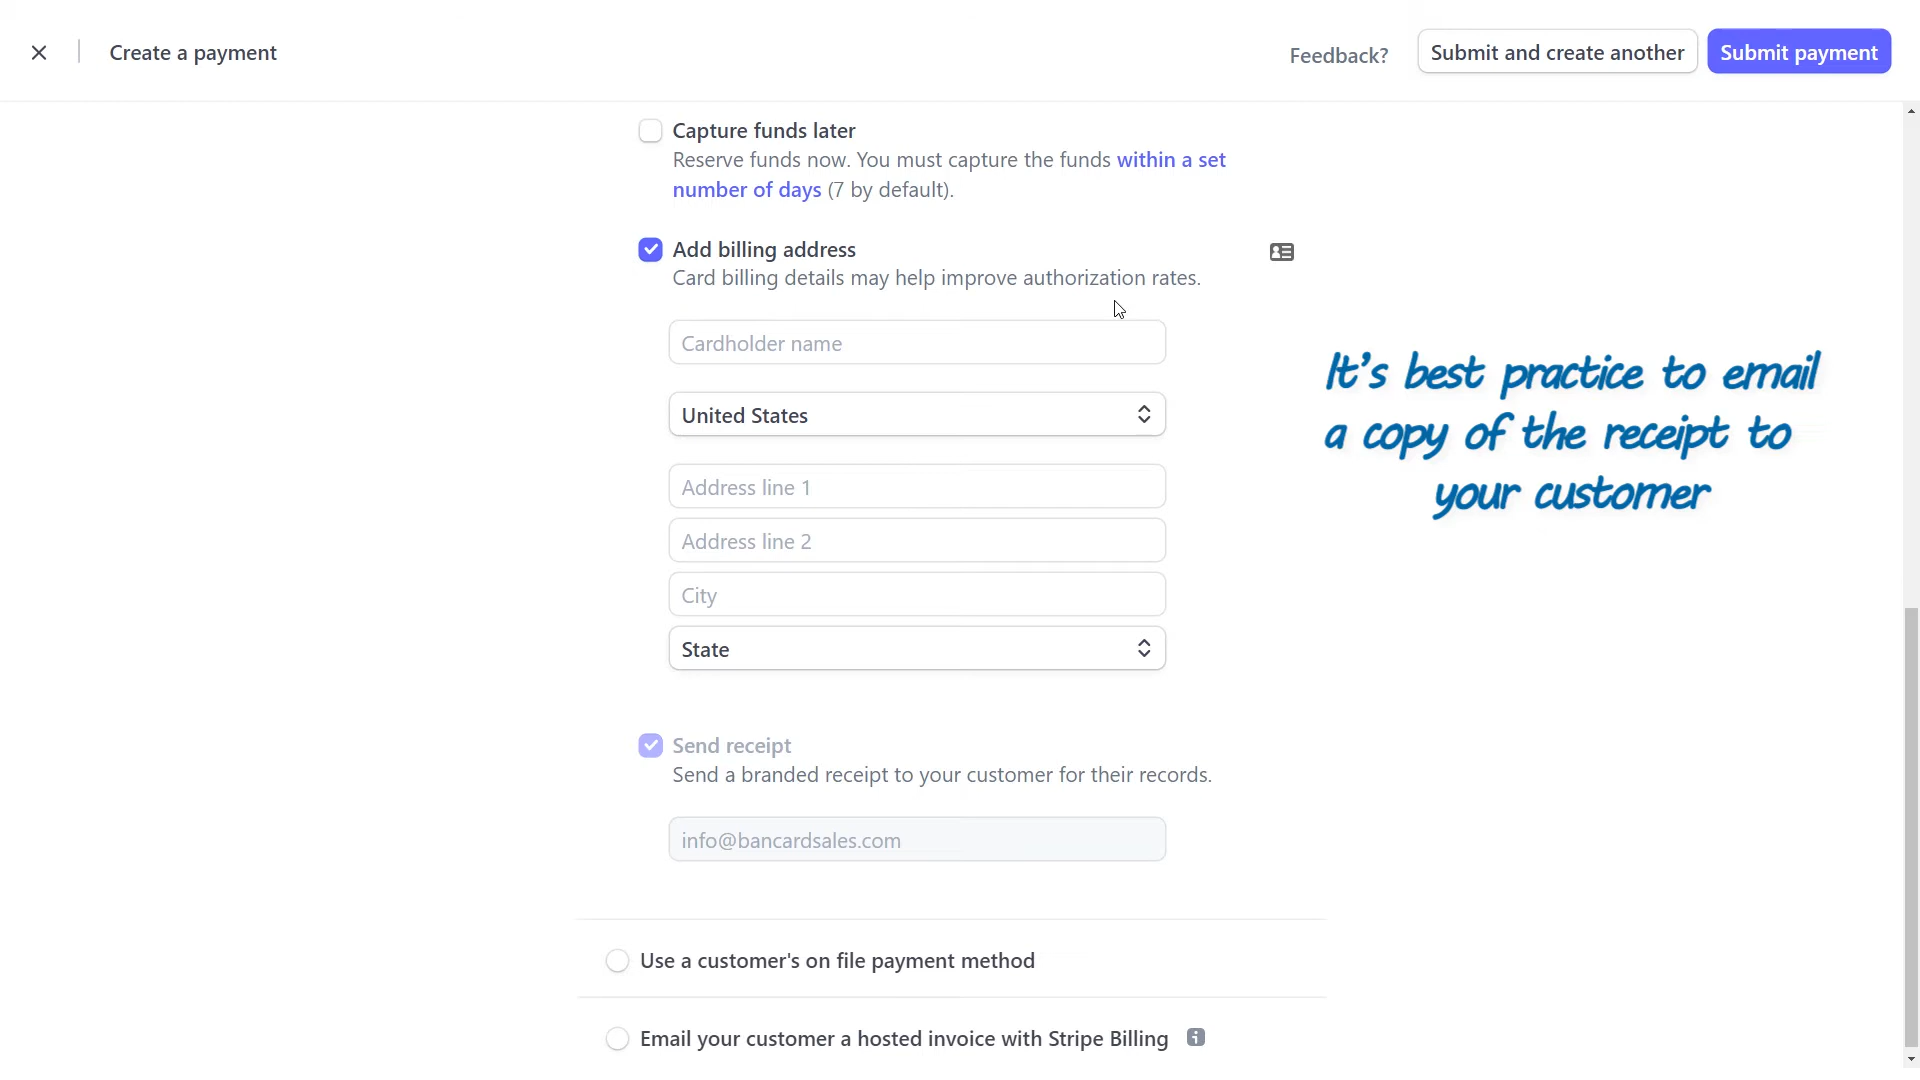 Create a payment
Feedback?
Submit and create another
Submit payment
Capture funds later
Reserve funds now. You must capture the funds within a set
number of days (7 by default).
Add billing address
Card billing details may help improve authorization rates.
Cardholder name
United States
Address line 1
Address line 2
City
State
It's best practice to email
a copy of the receipt to
your customer
Send receipt
Send a branded receipt to your customer for their records.
info@bancardsales.com
Use a customer's on file payment method
Email your customer a hosted invoice with Stripe Billing